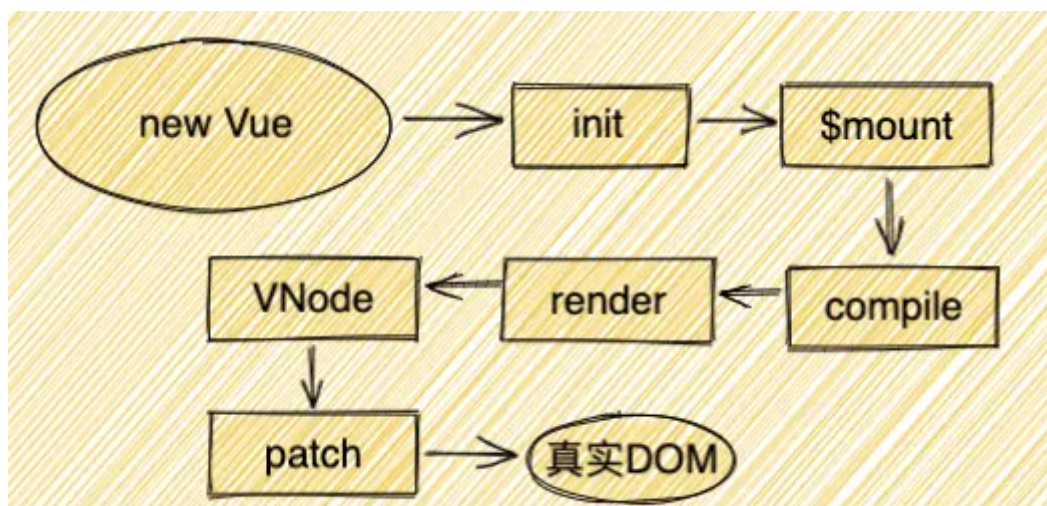 new Vue
init
$mount
compile
render
VNode
patch
真实DOM